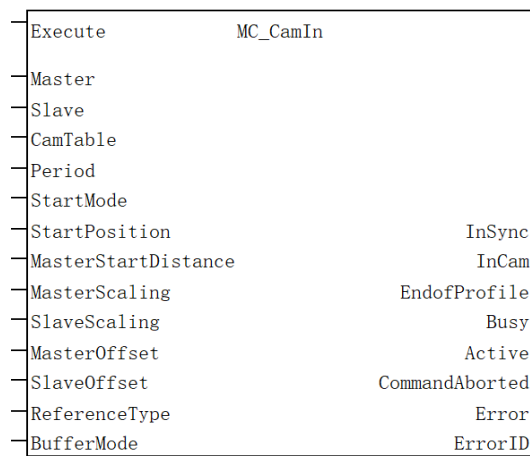 Execute MC_CamIn
Master
Slave
CamTable
Period
StartMode
StartPosition InSync
MasterStartDistance InCam
MasterScaling EndofProfile
SlaveScaling Busy
MasterOffset Active
SlaveOffset CommandAborted
ReferenceType Error
BufferMode ErrorID